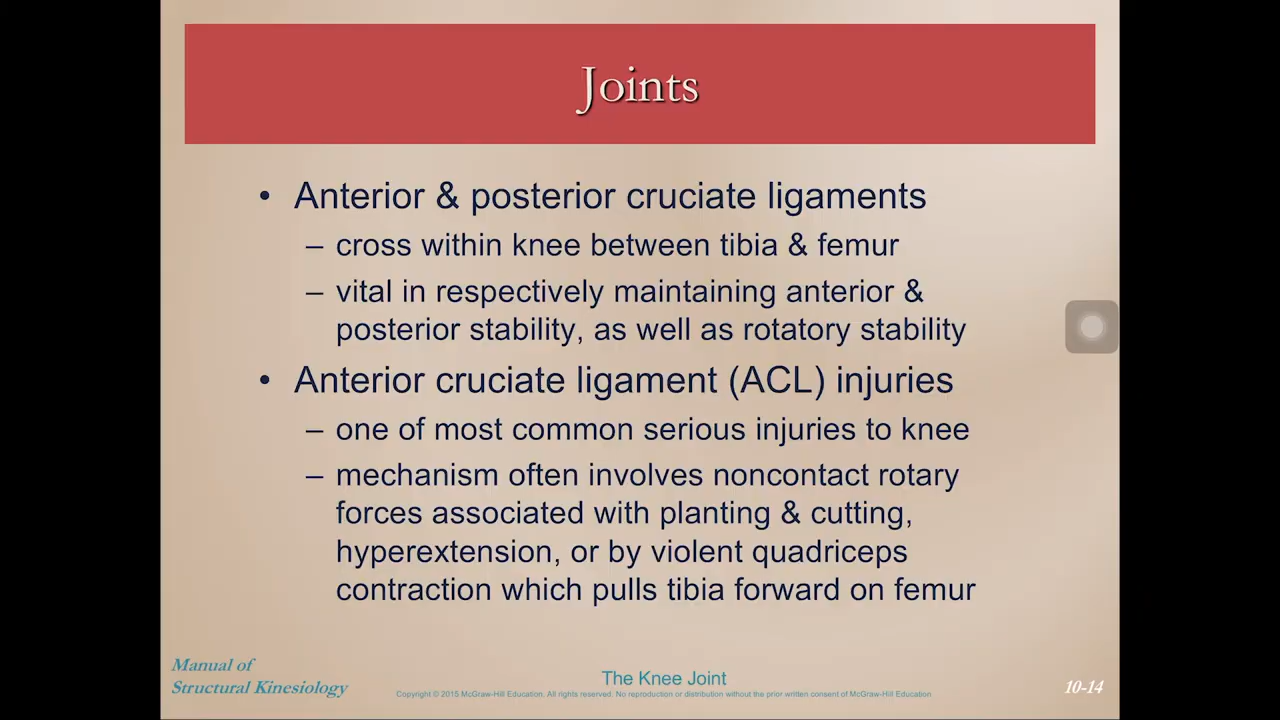 Joints
• Anterior & posterior cruciate ligaments
– cross within knee between tibia & femur
– vital in respectively maintaining anterior &
posterior stability, as well as rotatory stability
• Anterior cruciate ligament (ACL) injuries
– one of most common serious injuries to knee
– mechanism often involves noncontact rotary
forces associated with planting & cutting,
hyperextension, or by violent quadriceps
contraction which pulls tibia forward on femur
Manual of
Structural Kinesiology
The Knee Joint
Copyright © 2015 McGraw-Hill Education. All rights reserved. No reproduction or distribution without the prior written consent of McGraw-Hill Education.
10-14